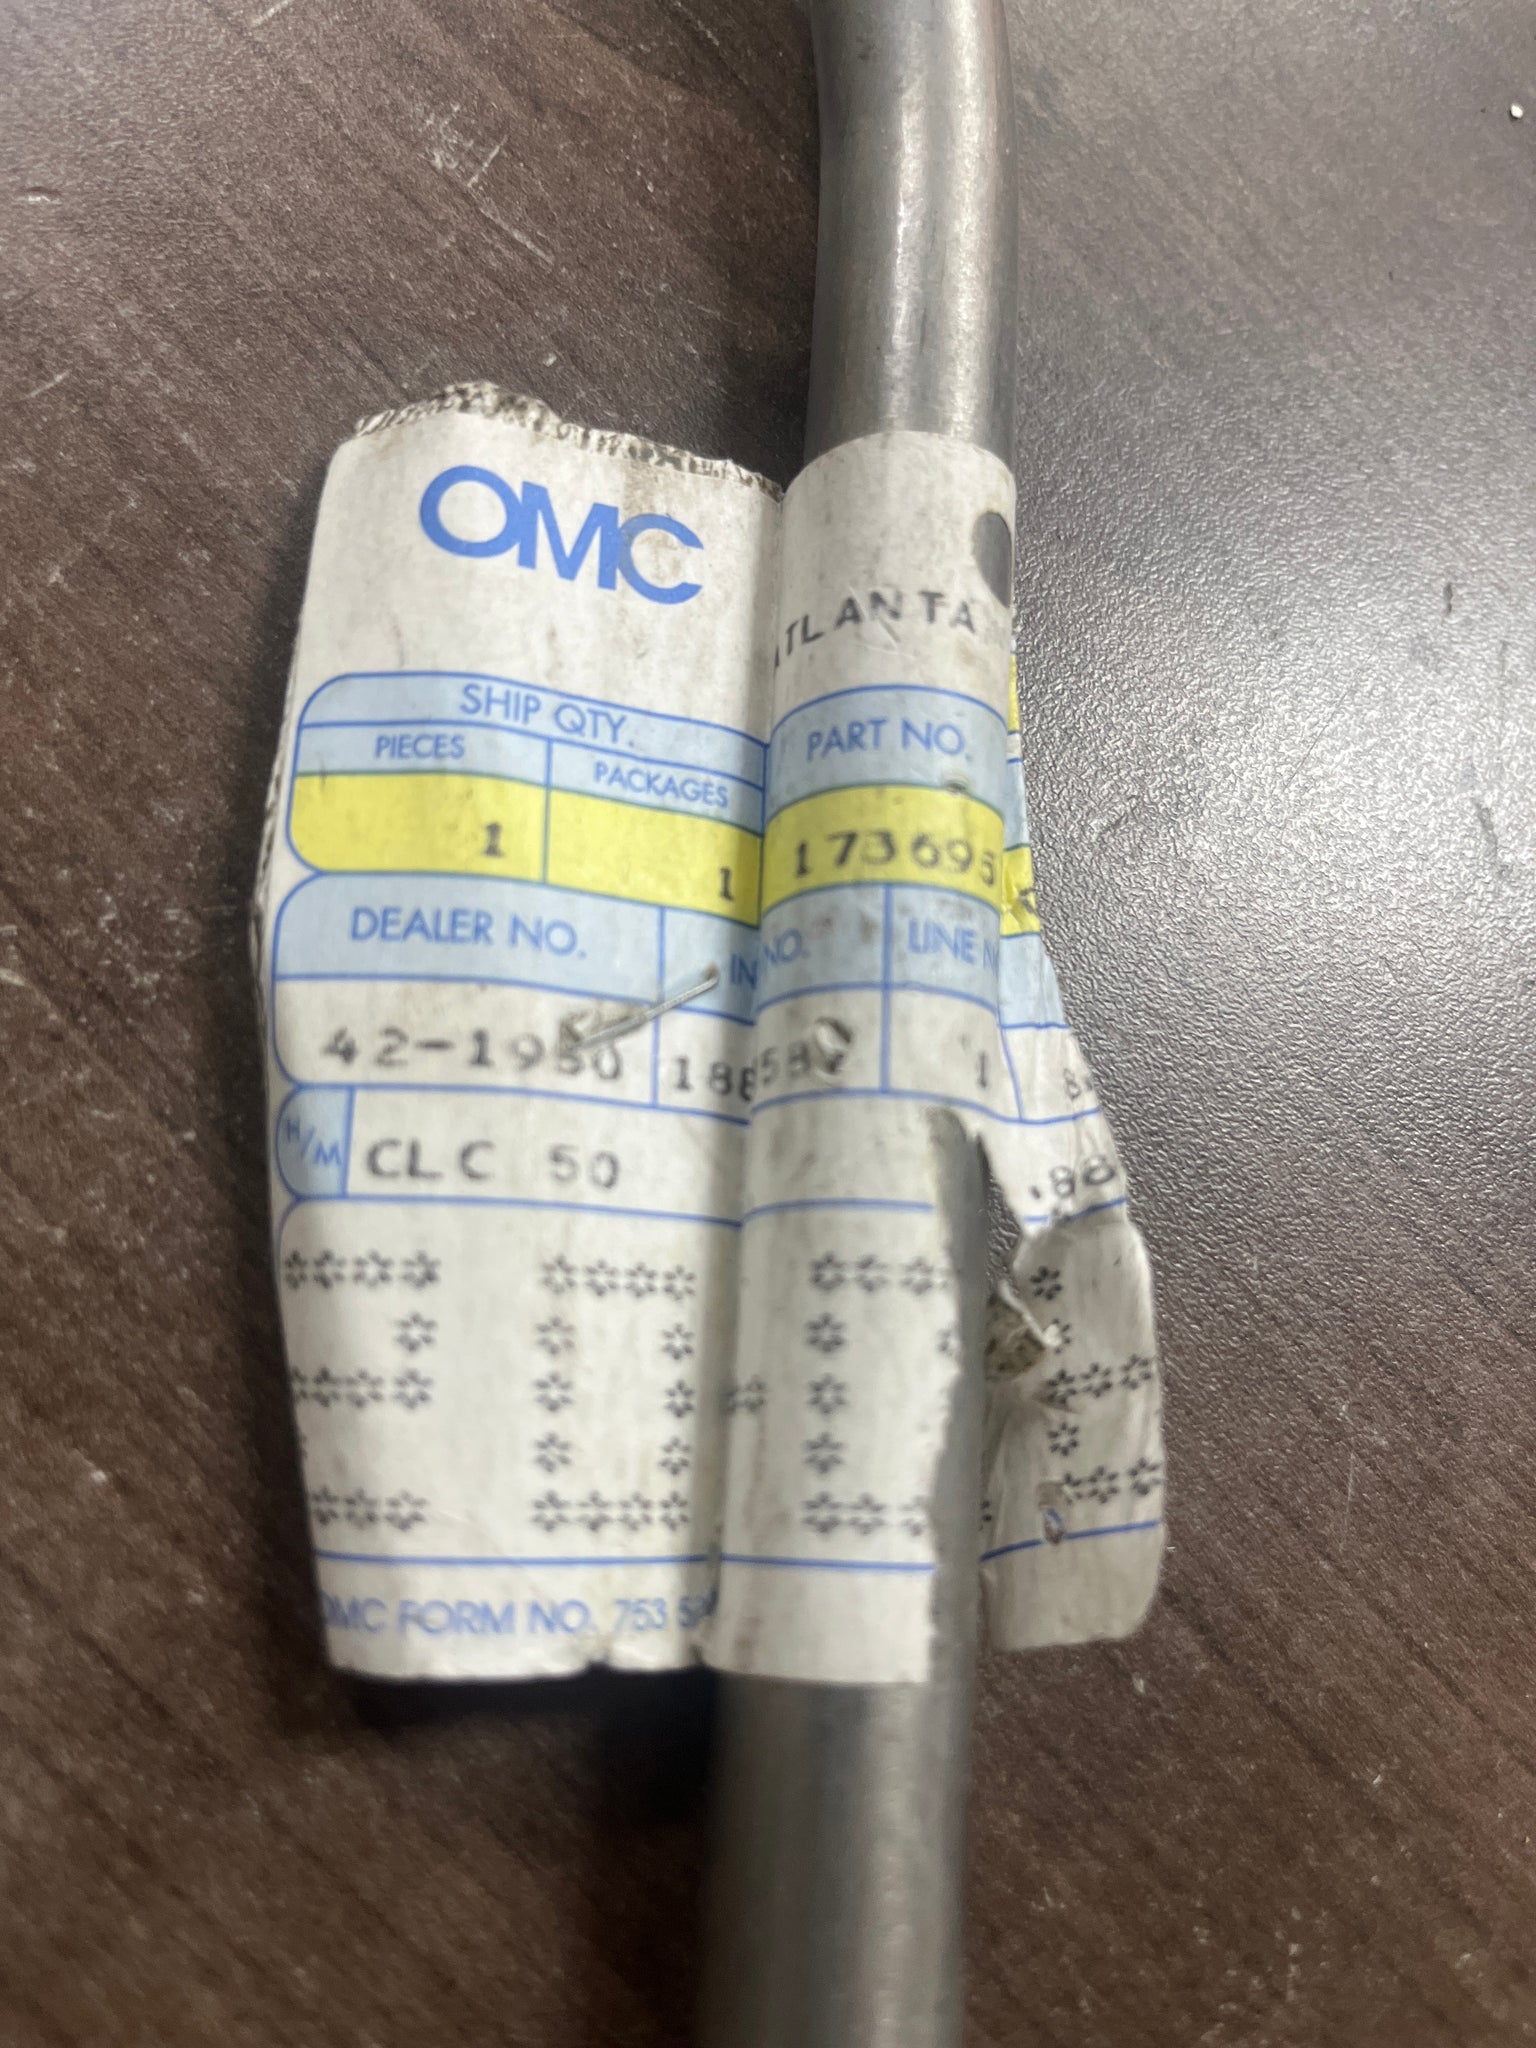 OMC
ATLANTA
SHIP QTY. PART NO.
PIECES PACKAGES
1 1 173695
DEALER NO. NO. LINE
42-1950 1
H/M CLC 50
OMC FORM NO. 753